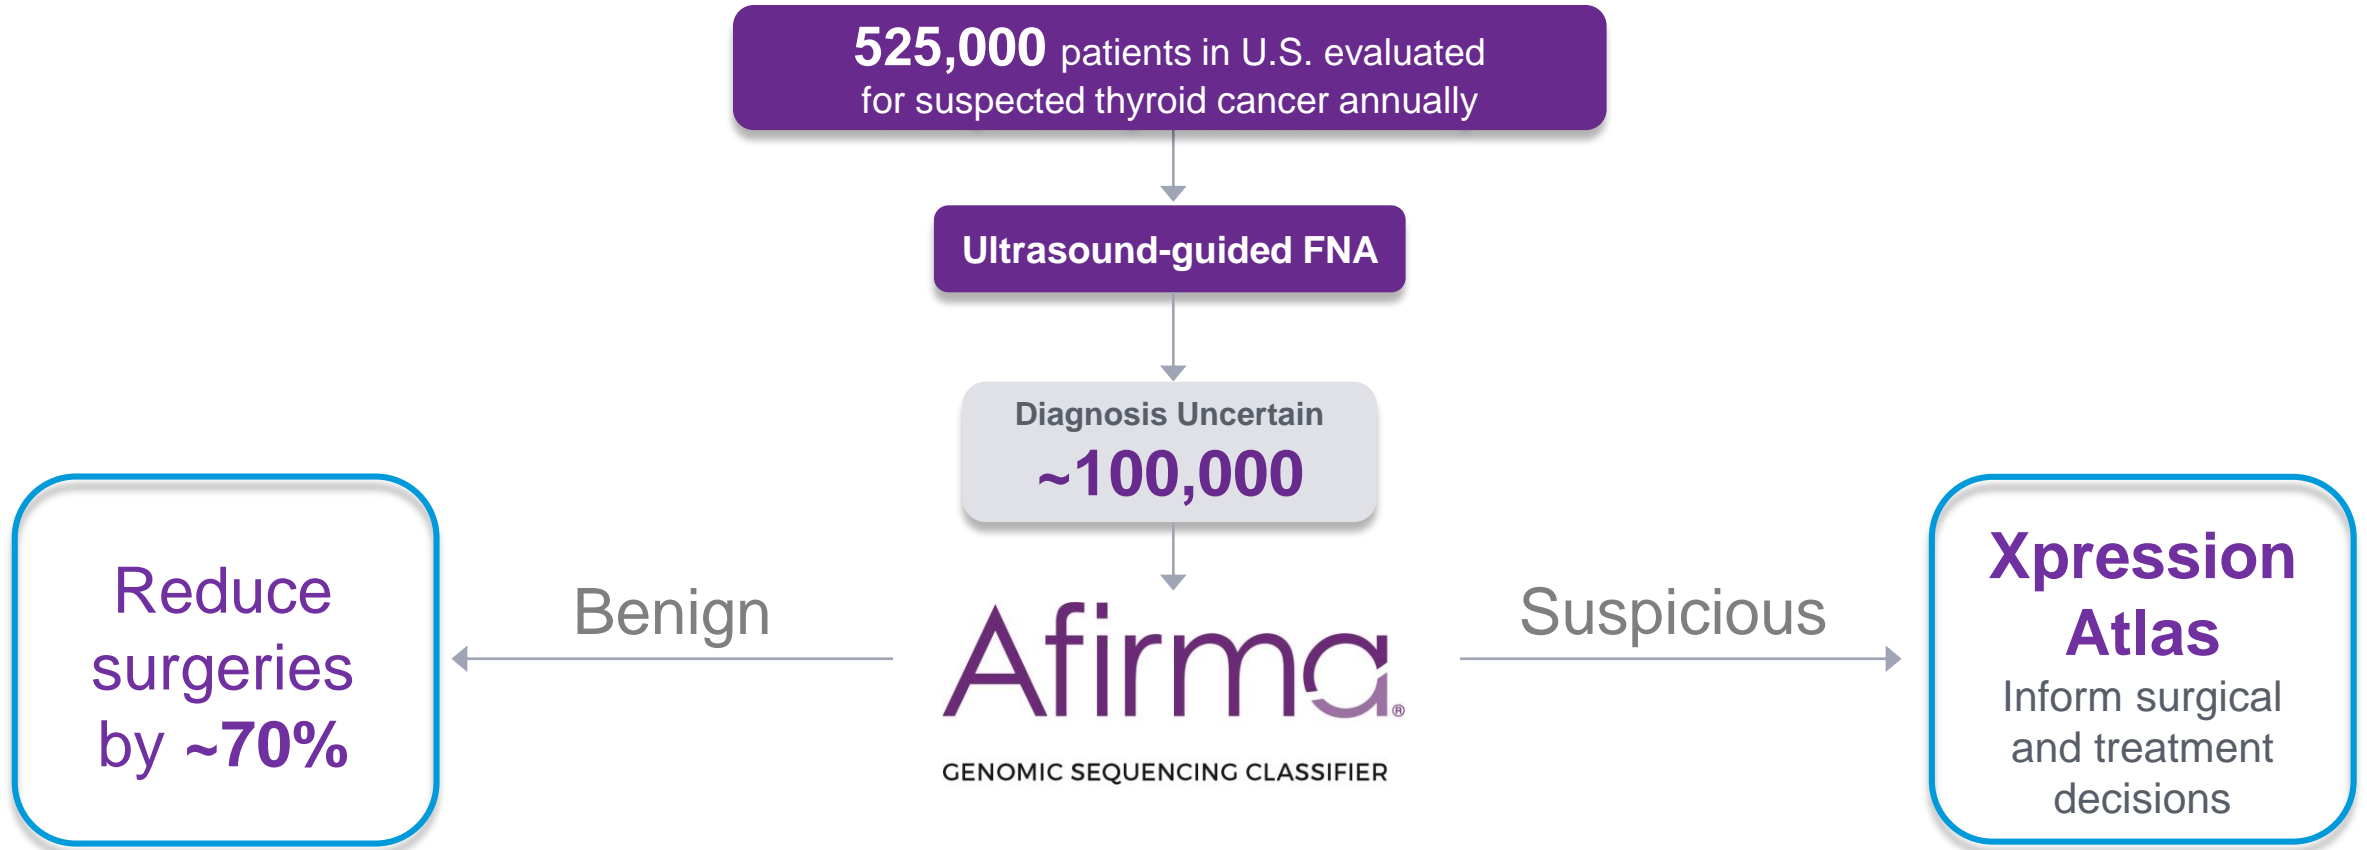 525,000 patients in U.S. evaluated
for suspected thyroid cancer annually
Ultrasound-guided FNA
Diagnosis Uncertain
~100,000
Reduce
surgeries
by ~70%
Benign
Afirma®
GENOMIC SEQUENCING CLASSIFIER
Suspicious
Xpression
Atlas
Inform surgical
and treatment
decisions